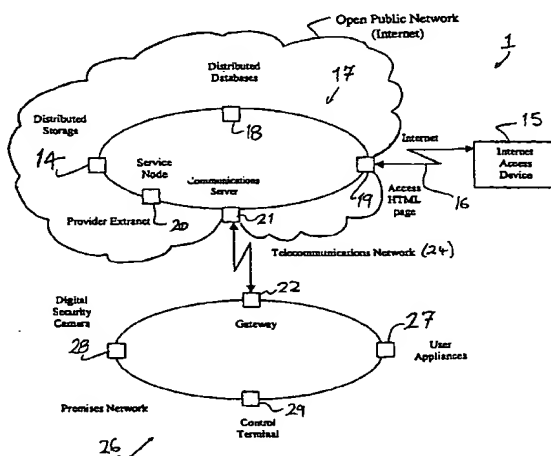 Open Public Network
(Internet)
1
Distributed
Databases
17
Distributed
Storage
18
15
Internet
Internet
Access
Device
14
Service
Node
Communications
Server
19
Access
HTML
page
16
Provider Extranet
20
21
Telecommunications Network (24)
22
Digital
Security
Camera
Gateway
27
28
User
Appliances
Premises Network
29
Control
Terminal
26